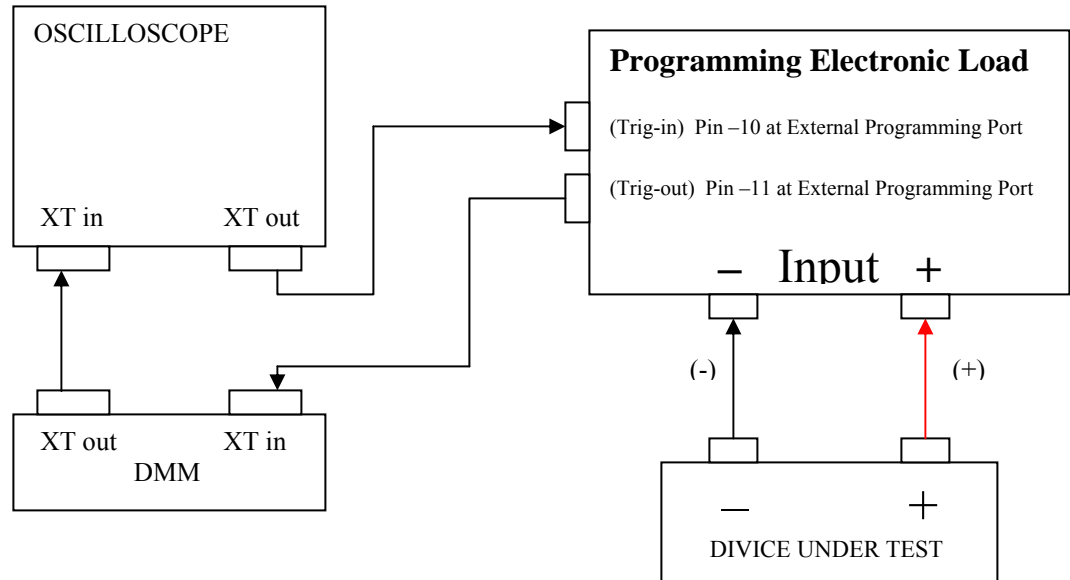 OSCILLOSCOPE
XT in
XT out
Programming Electronic Load
(Trig-in) Pin –10 at External Programming Port
(Trig-out) Pin –11 at External Programming Port
– Input +
(-)
(+)
XT out
XT in
DMM
– +
DIVICE UNDER TEST